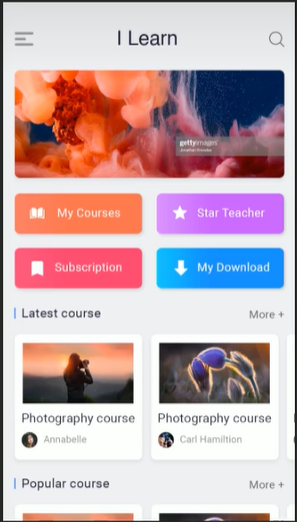 I Learn
gettyimages
My Courses
Star Teacher
Subscription
My Download
Latest course
More +
Photography course
Photography course
Annabelle
Carl Hamiltion
Popular course
More +